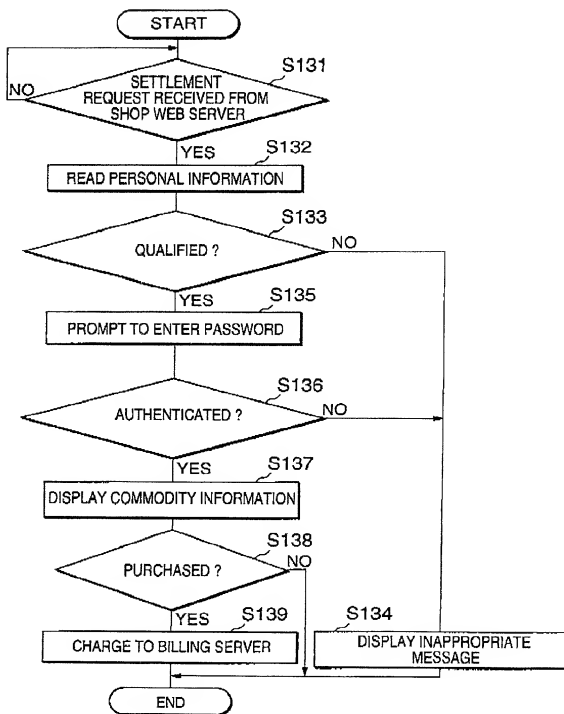 START
S131
SETTLEMENT
REQUEST RECEIVED FROM
SHOP WEB SERVER
NO
YES
S132
READ PERSONAL INFORMATION
S133
QUALIFIED ?
NO
YES
S135
PROMPT TO ENTER PASSWORD
S136
AUTHENTICATED ?
NO
YES
S137
DISPLAY COMMODITY INFORMATION
S138
PURCHASED ?
NO
YES
S139
CHARGE TO BILLING SERVER
S134
DISPLAY INAPPROPRIATE
MESSAGE
END